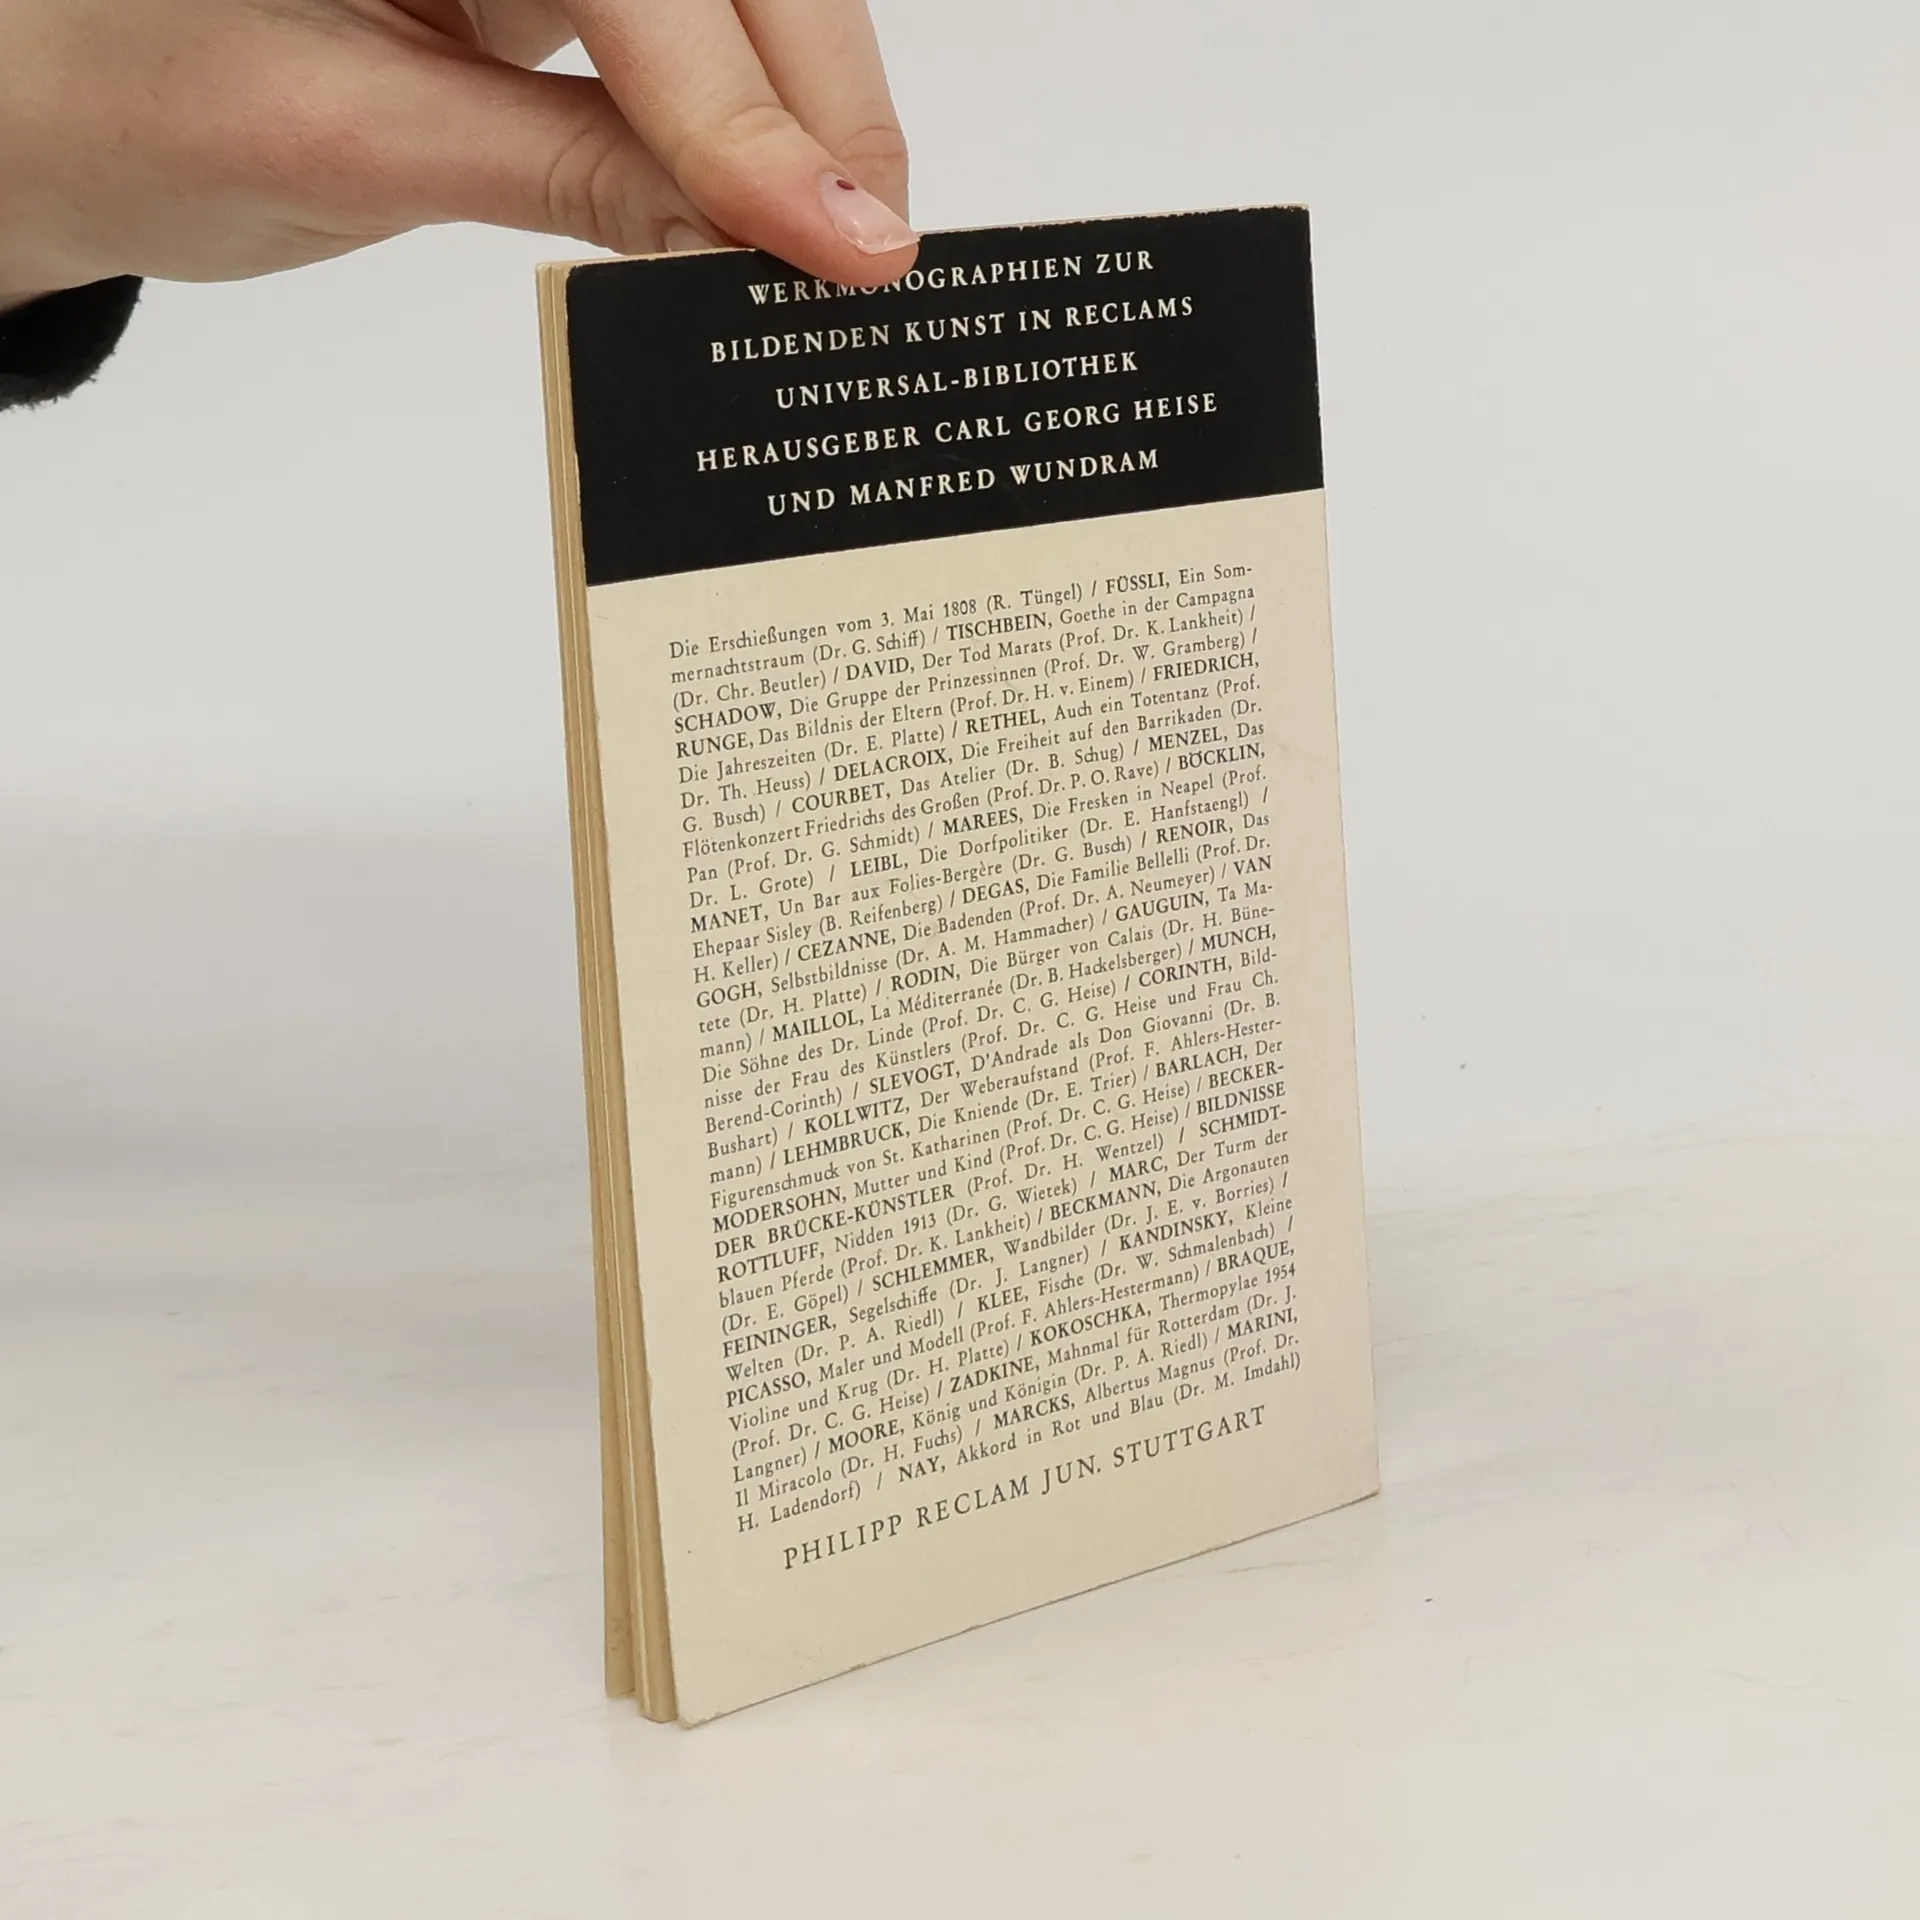 WERKMONOGRAPHIEN ZUR
BILDENDEN KUNST IN RECLAMS
UNIVERSAL-BIBLIOTHEK
HERAUSGEBER CARL GEORG HEISE
UND MANFRED WUNDRAM
Die Erschießungen vom 3. Mai 1808 (R. Tüngel) / FÜSSLI, Ein Som-
mernachtstraum (Dr. G. Schiff) / TISCHBEIN, Goethe in der Campagna
(Dr. Chr. Beutler) / DAVID, Der Tod Marats (Prof. Dr. K. Lankheit) /
SCHADOW, Die Gruppe der Prinzessinnen (Prof. Dr. W. Gramberg) /
RUNGE, Das Bildnis der Eltern (Prof. Dr. H. v. Einem) / FRIEDRICH,
Die Jahreszeiten (Dr. E. Platte) / RETHEL, Auch ein Totentanz (Prof.
Dr. Th. Heuss) / DELACROIX, Die Freiheit auf den Barrikaden (Dr.
G. Busch) / COURBET, Das Atelier (Dr. B. Schug) / MENZEL, Das
Flötenkonzert Friedrichs des Großen (Prof. Dr. P. O. Rave) / BÖCKLIN,
Pan (Prof. Dr. G. Schmidt) / MAREES, Die Fresken in Neapel (Prof.
Dr. L. Grote) / LEIBL, Die Dorfpolitiker (Dr. E. Hanfstaengl) /
MANET, Un Bar aux Folies-Bergère (Dr. G. Busch) / RENOIR, Das
Ehepaar Sisley (B. Reifenberg) / DEGAS, Die Familie Bellelli (Prof. Dr.
H. Keller) / CEZANNE, Die Badenden (Prof. Dr. A. Neumeyer) / VAN
GOGH, Selbstbildnisse (Dr. A. M. Hammacher) / GAUGUIN, Ta Ma-
tete (Dr. H. Platte) / RODIN, Die Bürger von Calais (Dr. H. Büne-
mann) / MAILLOL, La Méditerranée (Dr. B. Hackelsberger) / MUNCH,
Die Söhne des Dr. Linde (Prof. Dr. C. G. Heise) / CORINTH, Bild-
nisse der Frau des Künstlers (Prof. Dr. C. G. Heise und Frau Ch.
Berend-Corinth) / SLEVOGT, D'Andrade als Don Giovanni (Dr. B.
Bushart) / KOLLWITZ, Der Weberaufstand (Prof. F. Ahlers-Hester-
mann) / LEHMBRUCK, Die Kniende (Dr. E. Trier) / BARLACH, Der
Figurenschmuck von St. Katharinen (Prof. Dr. C. G. Heise) / BECKER-
MODERSOHN, Mutter und Kind (Prof. Dr. C. G. Heise) / BILDNISSE
DER BRÜCKE-KÜNSTLER (Prof. Dr. H. Wentzel) / SCHMIDT-
ROTTLUFF, Nidden 1913 (Dr. G. Wietek) / MARC, Der Turm der
blauen Pferde (Prof. Dr. K. Lankheit) / BECKMANN, Die Argonauten
(Dr. E. Göpel) / SCHLEMMER, Wandbilder (Dr. J. E. v. Borries) /
FEININGER, Segelschiffe (Dr. J. Langner) / KANDINSKY, Kleine
Welten (Dr. P. A. Riedl) / KLEE, Fische (Dr. W. Schmalenbach) /
PICASSO, Maler und Modell (Prof. F. Ahlers-Hestermann) / BRAQUE,
Violine und Krug (Dr. H. Platte) / KOKOSCHKA, Thermopylae 1954
(Prof. Dr. C. G. Heise) / ZADKINE, Mahnmal für Rotterdam (Dr. J.
Langner) / MOORE, König und Königin (Dr. P. A. Riedl) / MARINI,
Il Miracolo (Dr. H. Fuchs) / MARCKS, Albertus Magnus (Prof. Dr.
H. Ladendorf) / NAY, Akkord in Rot und Blau (Dr. M. Imdahl)
PHILIPP RECLAM JUN. STUTTGART